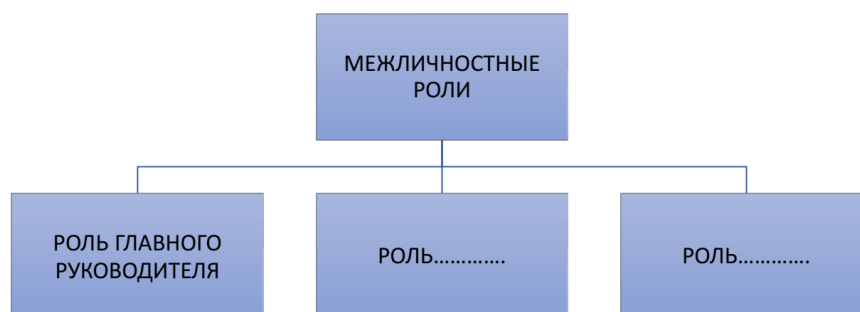 МЕЖЛИЧНОСТНЫЕ
РОЛИ
РОЛЬ ГЛАВНОГО
РУКОВОДИТЕЛЯ
РОЛЬ………….
РОЛЬ………….